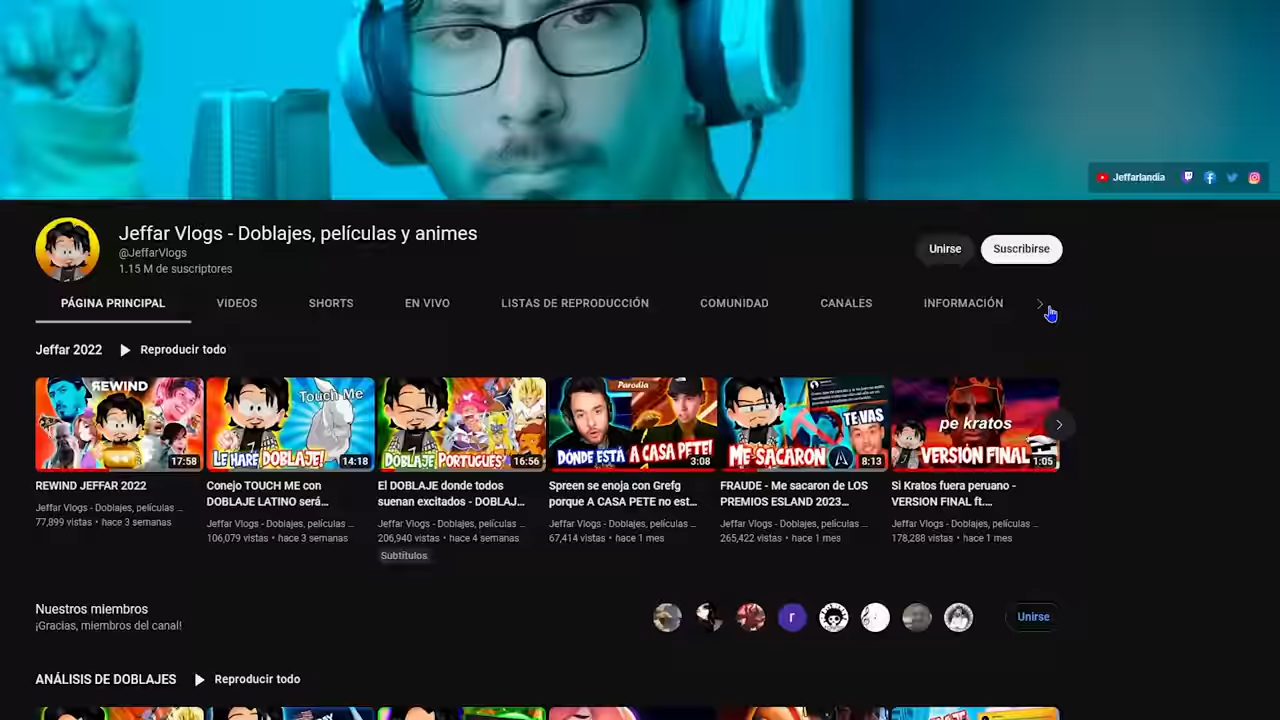 Jeffarlandia
Jeffar Vlogs - Doblajes, películas y animes
@JeffarVlogs
1.15 M de suscriptores
Unirse
Suscribirse
PÁGINA PRINCIPAL
VIDEOS
SHORTS
EN VIVO
LISTAS DE REPRODUCCIÓN
COMUNIDAD
CANALES
INFORMACIÓN
Jeffar 2022
Reproducir todo
REWIND
17:58
Touch Me
LE HARÉ DOBLAJE!
14:18
DOBLAJE PORTUGUÉS
16:56
Parodia
DÓNDE ESTÁ A CASA PETE!
3:08
TE VAS
ME SACARON
8:13
pe kratos
VERSIÓN FINAL
1:05
REWIND JEFFAR 2022
Jeffar Vlogs - Doblajes, películas ...
77,899 vistas • hace 3 semanas
Conejo TOUCH ME con
DOBLAJE LATINO será...
Jeffar Vlogs - Doblajes, películas ...
106,079 vistas • hace 3 semanas
El DOBLAJE donde todos
suenan excitados - DOBLAJ...
Jeffar Vlogs - Doblajes, películas ...
206,940 vistas • hace 4 semanas
Subtítulos
Spreen se enoja con Grefg
porque A CASA PETE no est...
Jeffar Vlogs - Doblajes, películas ...
67,414 vistas • hace 1 mes
FRAUDE - Me sacaron de LOS
PREMIOS ESLAND 2023...
Jeffar Vlogs - Doblajes, películas ...
265,422 vistas • hace 1 mes
Si Kratos fuera peruano -
VERSION FINAL ft....
Jeffar Vlogs - Doblajes, películas ...
178,288 vistas • hace 1 mes
Nuestros miembros
¡Gracias, miembros del canal!
r
Unirse
ANÁLISIS DE DOBLAJES
Reproducir todo